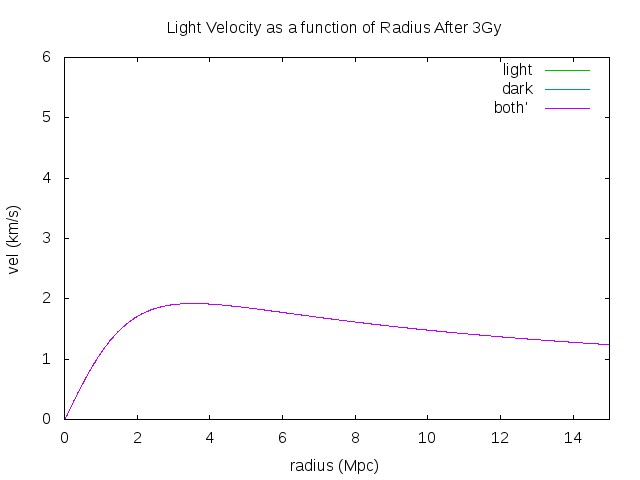 Light Velocity as a function of Radius After 3Gy
light
dark
both'
6
5
4
3
2
1
0
vel (km/s)
0 2 4 6 8 10 12 14
radius (Mpc)